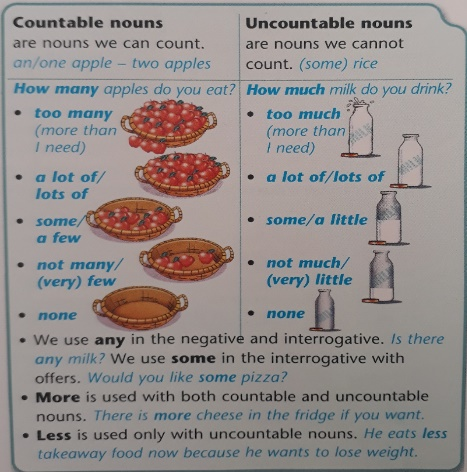 Countable nouns
are nouns we can count.
an/one apple – two apples
Uncountable nouns
are nouns we cannot
count. (some) rice
How many apples do you eat?
• too many
(more than
I need)
• a lot of/
lots of
• some/
a few
• not many/
(very) few
• none
How much milk do you drink?
• too much
(more than
I need)
• a lot of/lots of
• some/a little
• not much/
(very) little
• none
• We use any in the negative and interrogative. Is there
any milk? We use some in the interrogative with
offers. Would you like some pizza?
• More is used with both countable and uncountable
nouns. There is more cheese in the fridge if you want.
• Less is used only with uncountable nouns. He eats less
takeaway food now because he wants to lose weight.